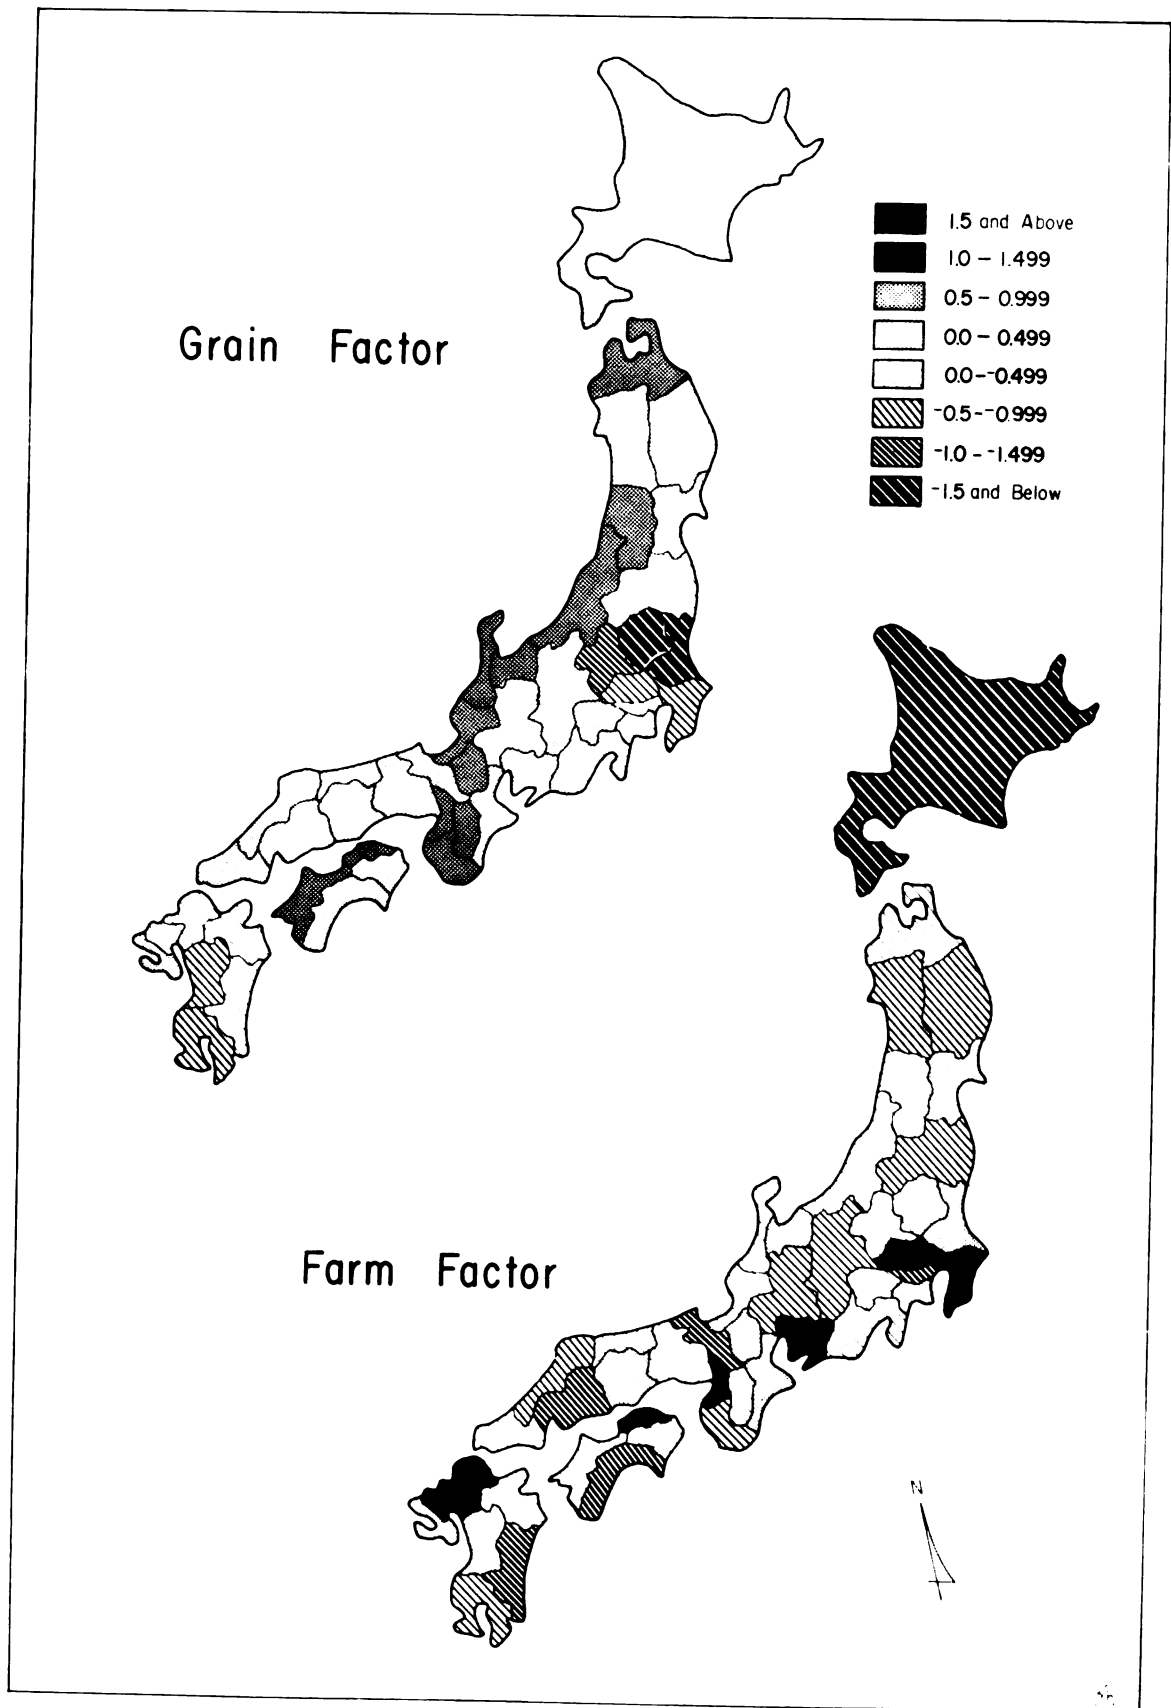 1.5 and Above
1.0 – 1.499
0.5 – 0.999
0.0 – 0.499
0.0 – ⁻0.499
⁻0.5 – ⁻0.999
⁻1.0 – ⁻1.499
⁻1.5 and Below
Grain Factor
Farm Factor
N